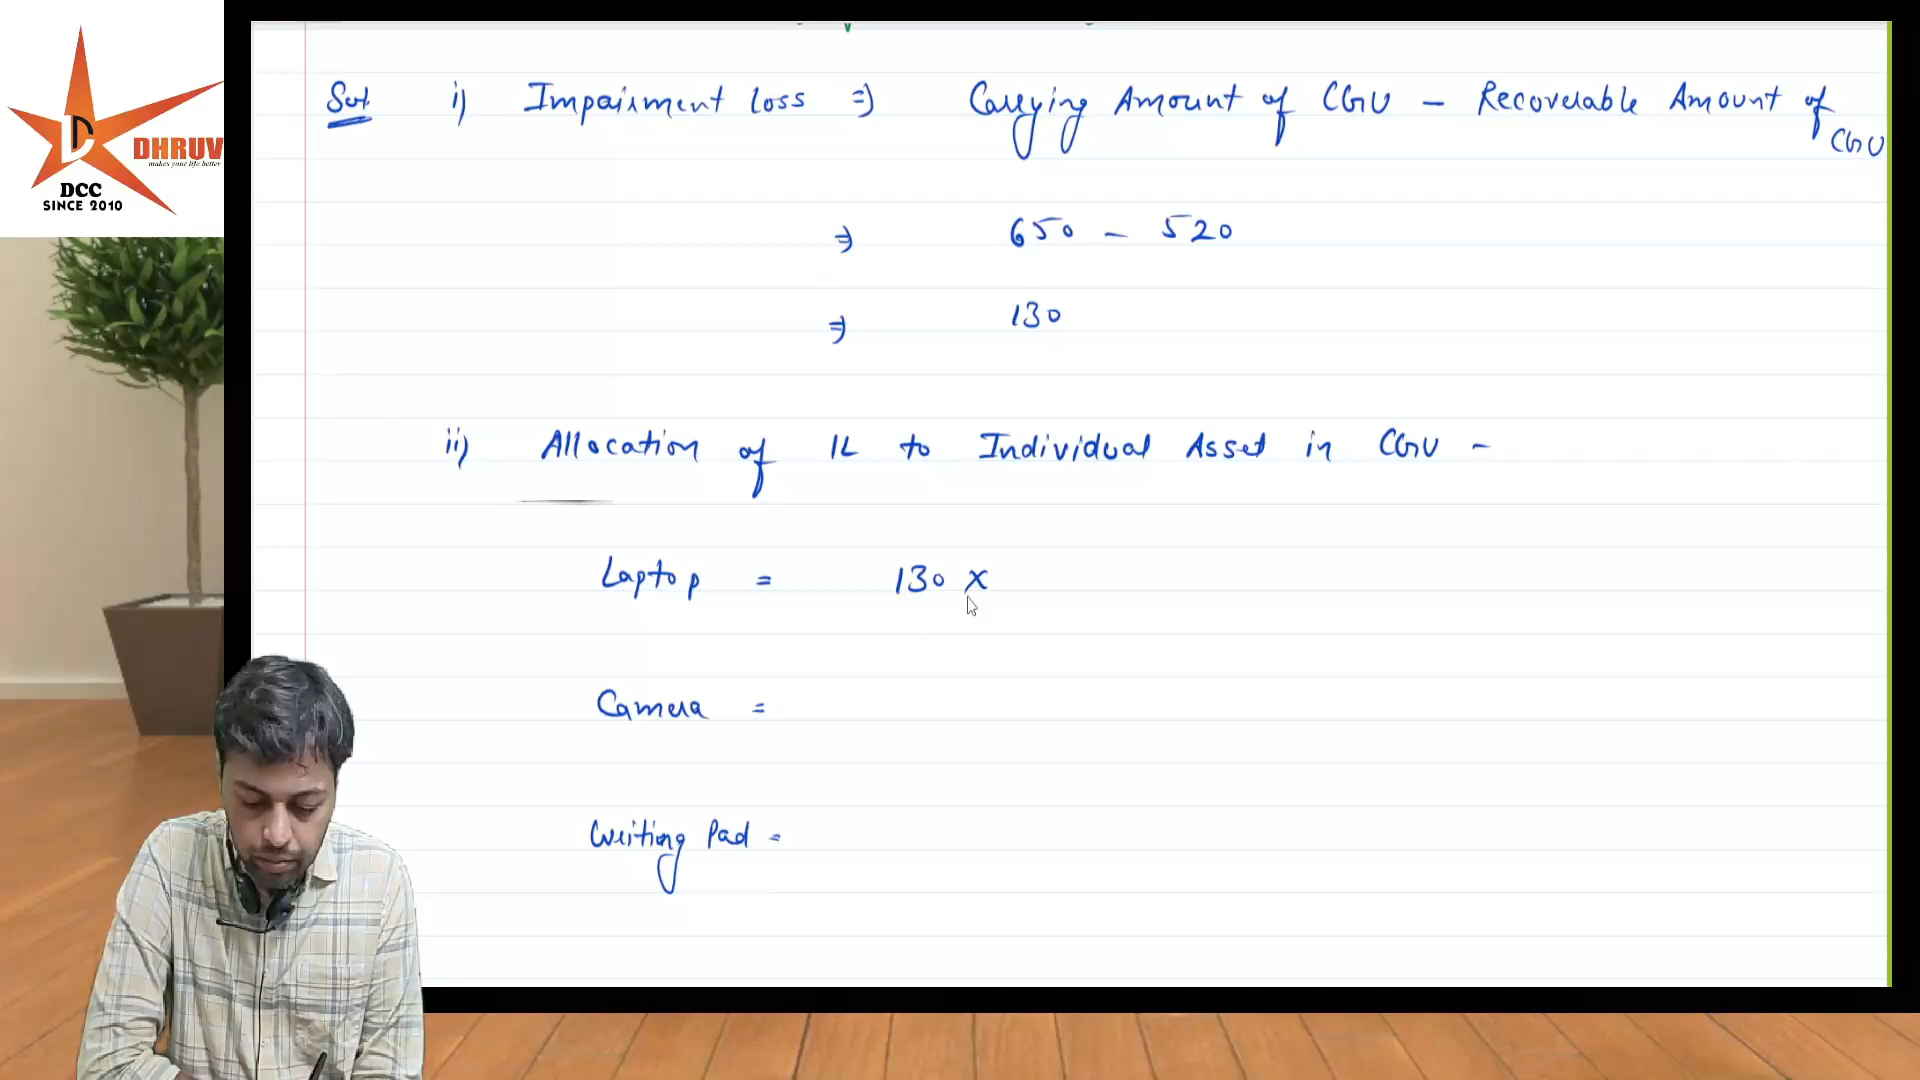 DHRUV
makes your life better
DCC
SINCE 2010
Sol i) Impairment loss => Carrying Amount of CGU - Recoverable Amount of CGU
=> 650 - 520
=> 130
ii) Allocation of IL to Individual Asset in CGU -
Laptop = 130 x
Camera =
Writing Pad =